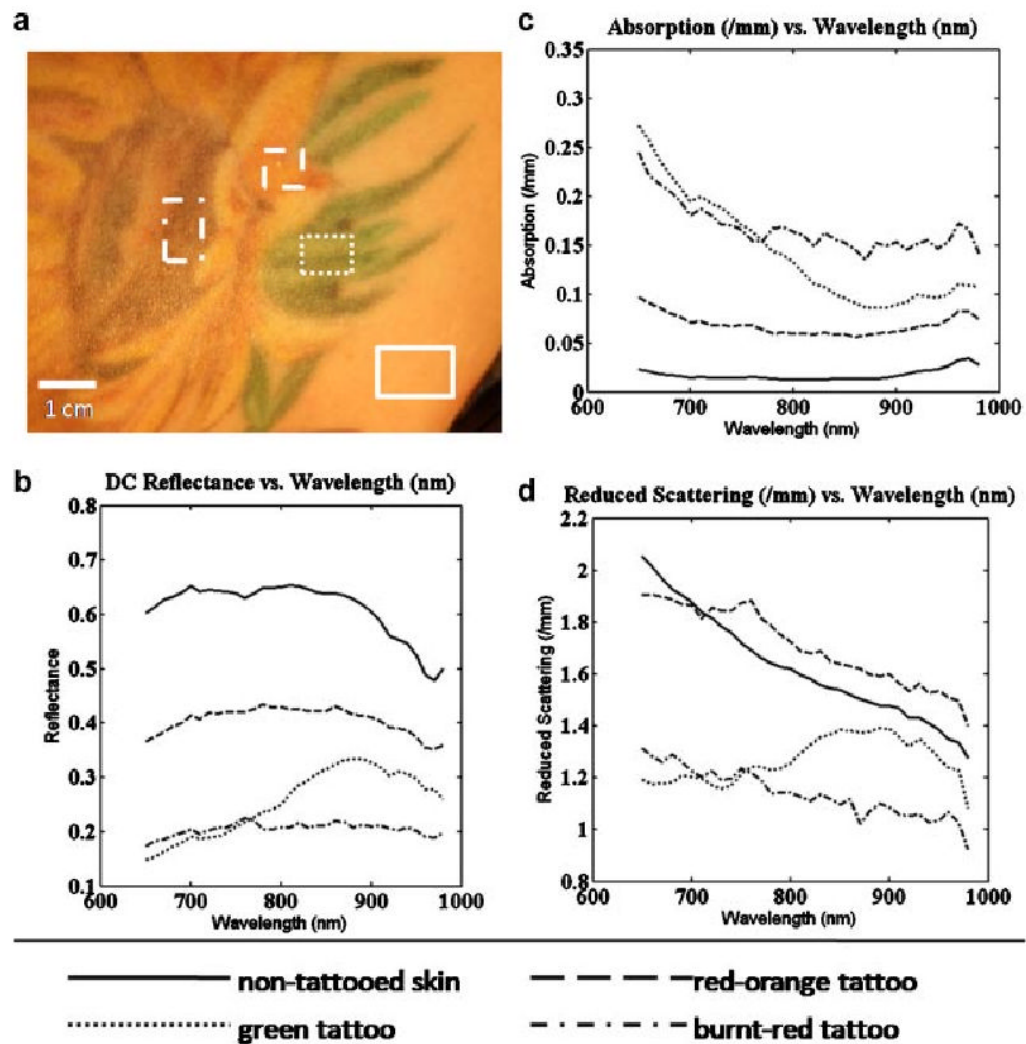 a
1 cm
b
DC Reflectance vs. Wavelength (nm)
0.8
0.7
0.6
0.5
0.4
0.3
0.2
0.1
600
700
800
900
1000
Reflectance
Wavelength (nm)
c
Absorption (/mm) vs. Wavelength (nm)
0.35
0.3
0.25
0.2
0.15
0.1
0.05
0
600
700
800
900
1000
Absorption (/mm)
Wavelength (nm)
d
Reduced Scattering (/mm) vs. Wavelength (nm)
2.2
2
1.8
1.6
1.4
1.2
1
0.8
600
700
800
900
1000
Reduced Scattering (/mm)
Wavelength (nm)
non-tattooed skin
red-orange tattoo
green tattoo
burnt-red tattoo